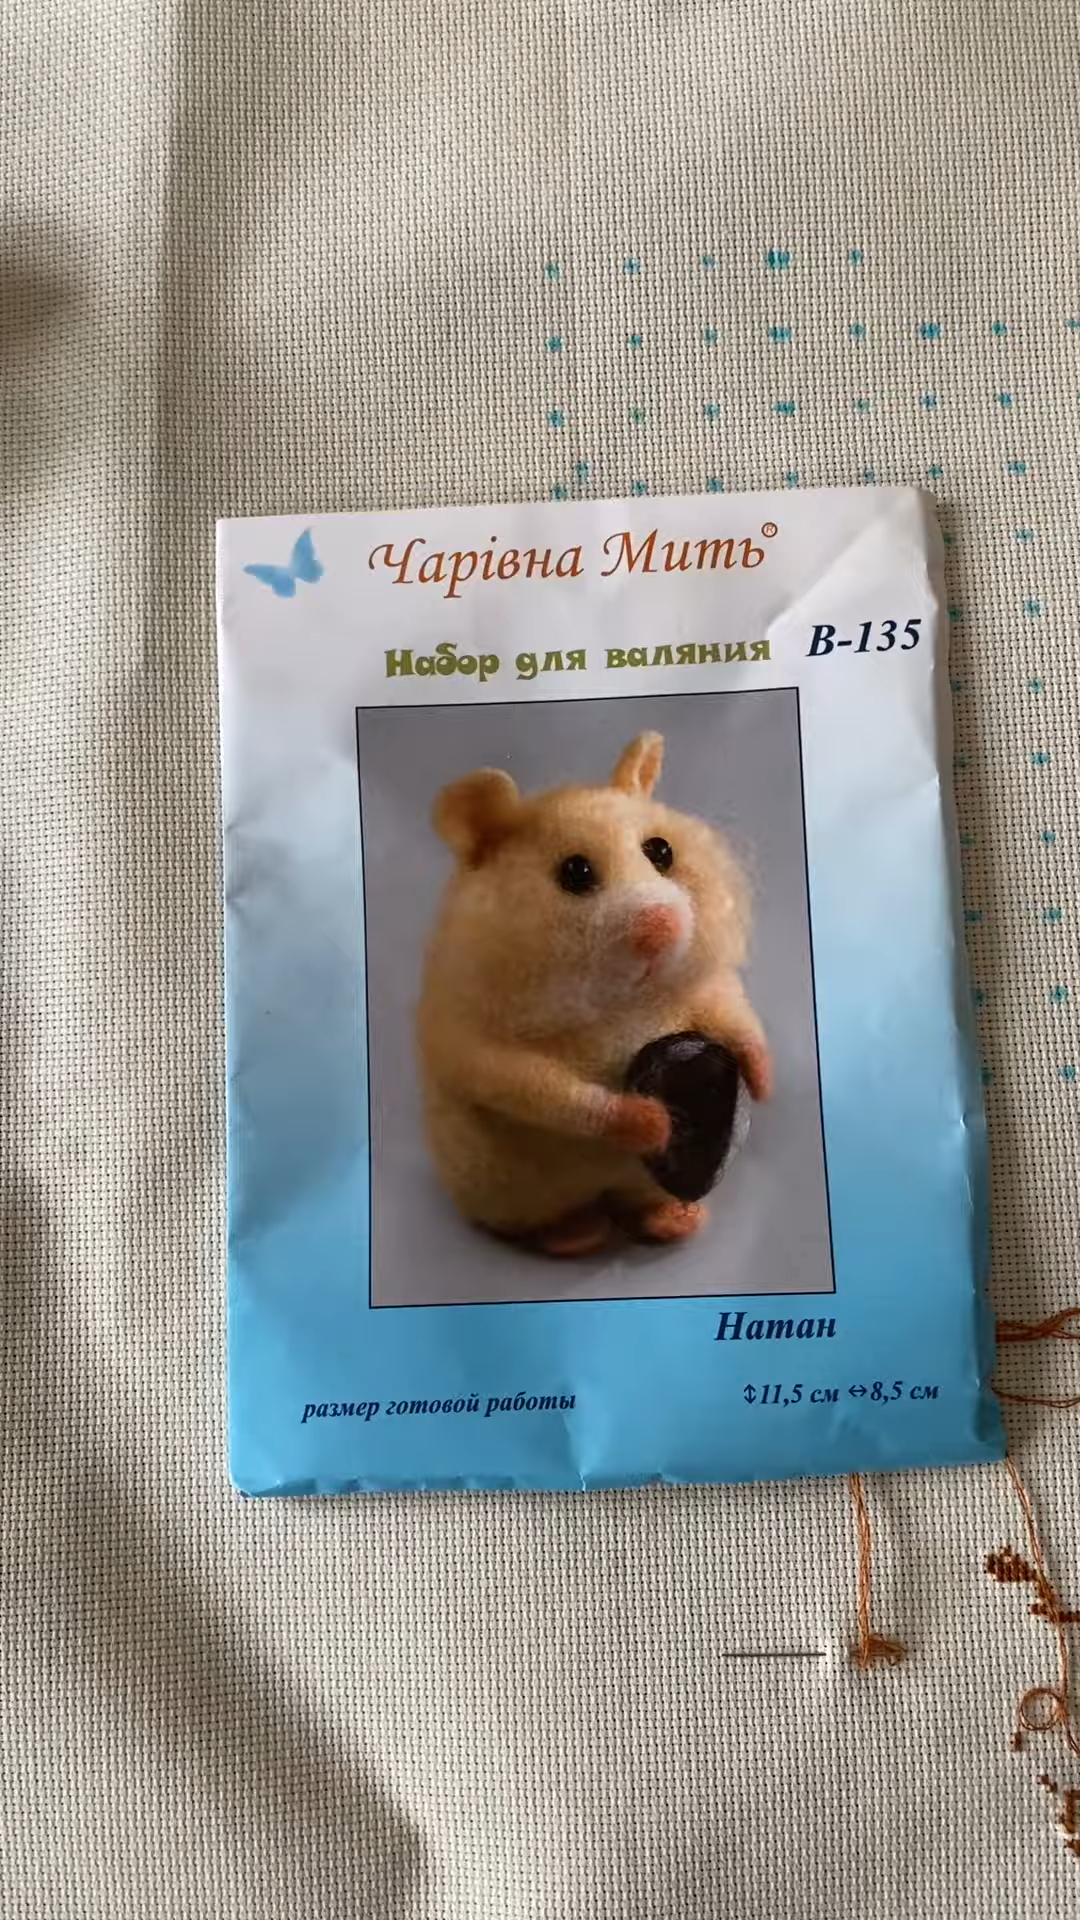 Чарівна Мить®
Набор для валяния
В-135
Натан
размер готовой работы
↕11,5 см ↔8,5 см